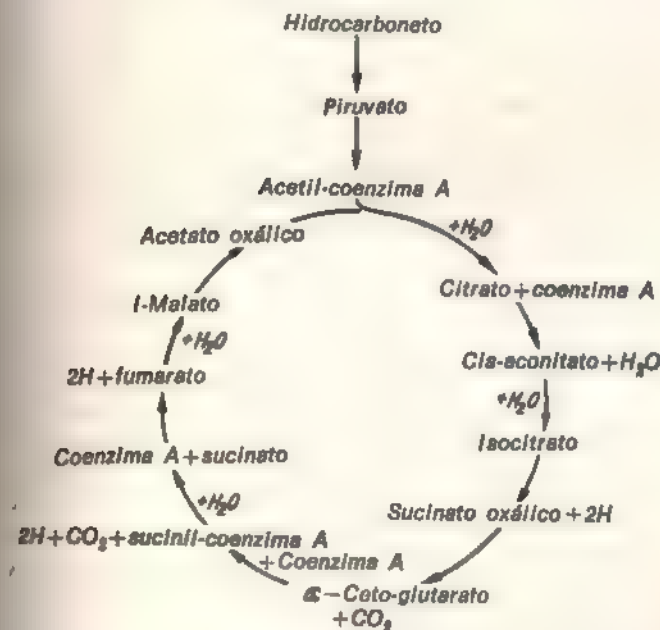 Hidrocarboneto
Piruvato
Acetil-coenzima A
Acetato oxálico
+H₂O
Citrato+coenzima A
l-Malato
+H₂O
Cis-aconitato+H₂O
2H+fumarato
+H₂O
Isocitrato
Coenzima A+sucinato
+H₂O
Sucinato oxálico+2H
2H+CO₂+sucinil-coenzima A
+Coenzima A
α-Ceto-glutarato
+CO₂